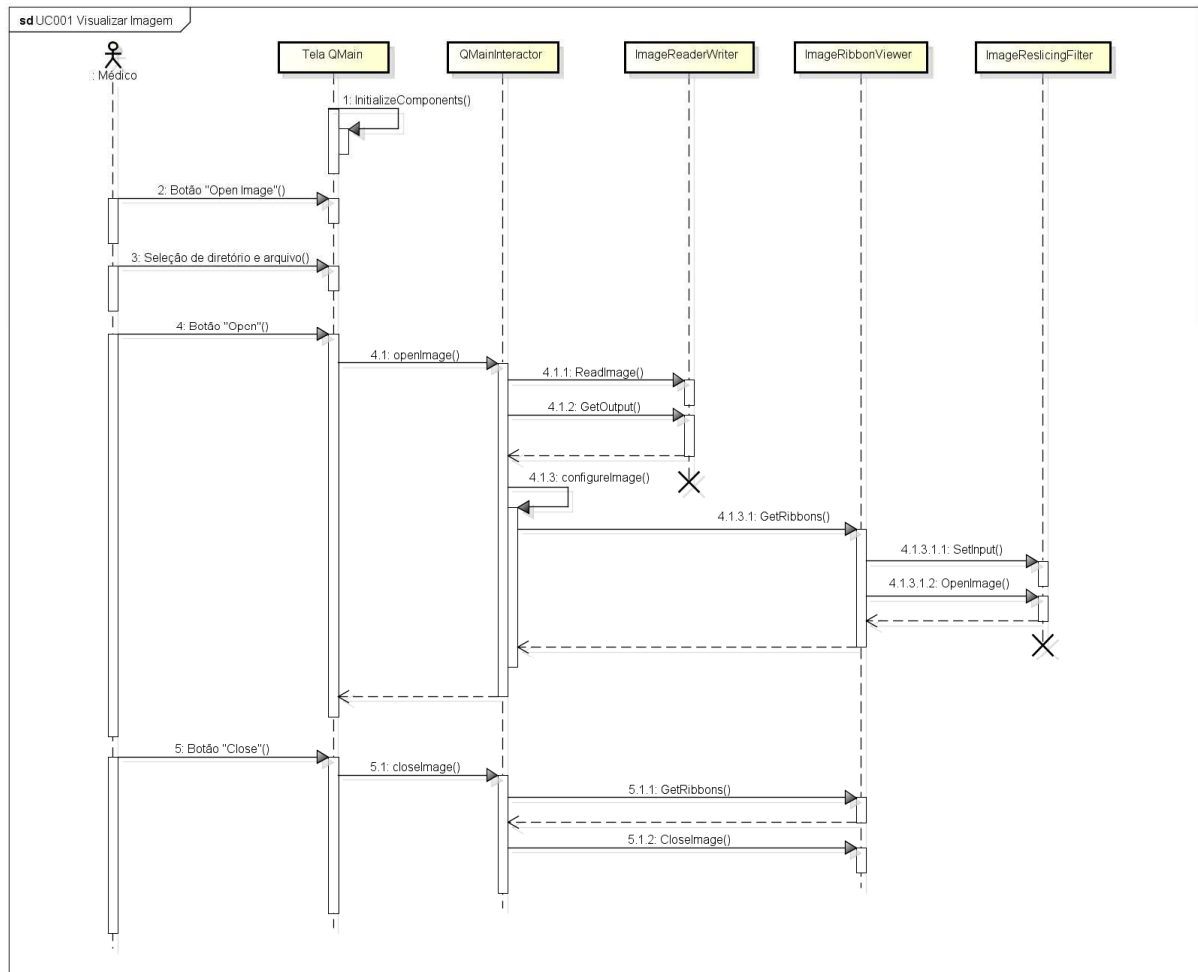 sd UC001 Visualizar Imagem
: Médico
Tela QMain
QMainInteractor
ImageReaderWriter
ImageRibbonViewer
ImageReslicingFilter
1: InitializeComponents()
2: Botão "Open Image"()
3: Seleção de diretório e arquivo()
4: Botão "Open"()
4.1: openImage()
4.1.1: ReadImage()
4.1.2: GetOutput()
4.1.3: configureImage()
4.1.3.1: GetRibbons()
4.1.3.1.1: SetInput()
4.1.3.1.2: OpenImage()
5: Botão "Close"()
5.1: closeImage()
5.1.1: GetRibbons()
5.1.2: CloseImage()